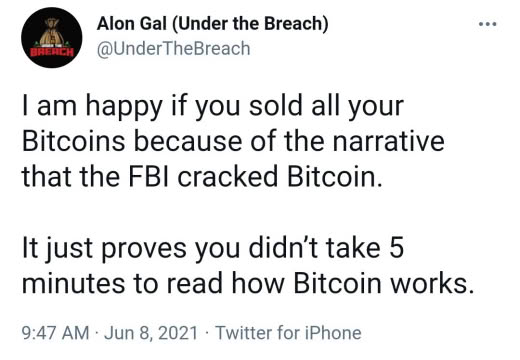 Alon Gal (Under the Breach)
@UnderTheBreach
I am happy if you sold all your
Bitcoins because of the narrative
that the FBI cracked Bitcoin.
It just proves you didn’t take 5
minutes to read how Bitcoin works.
9:47 AM · Jun 8, 2021 · Twitter for iPhone
UNDER THE
BREACH